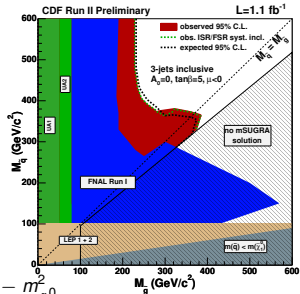 CDF Run II Preliminary L=1.1 fb⁻¹
observed 95% C.L.
obs. ISR/FSR syst. incl.
expected 95% C.L.
3-jets inclusive
A₀=0, tanβ=5, μ<0
M_q̃ = M_g̃
UA1
UA2
no mSUGRA
solution
FNAL Run I
LEP 1 + 2
m(q̃) < m(χ̃⁰₁)
M_q̃ (GeV/c²)
600
500
400
300
200
100
0
0 100 200 300 400 500 600
M_g̃ (GeV/c²)